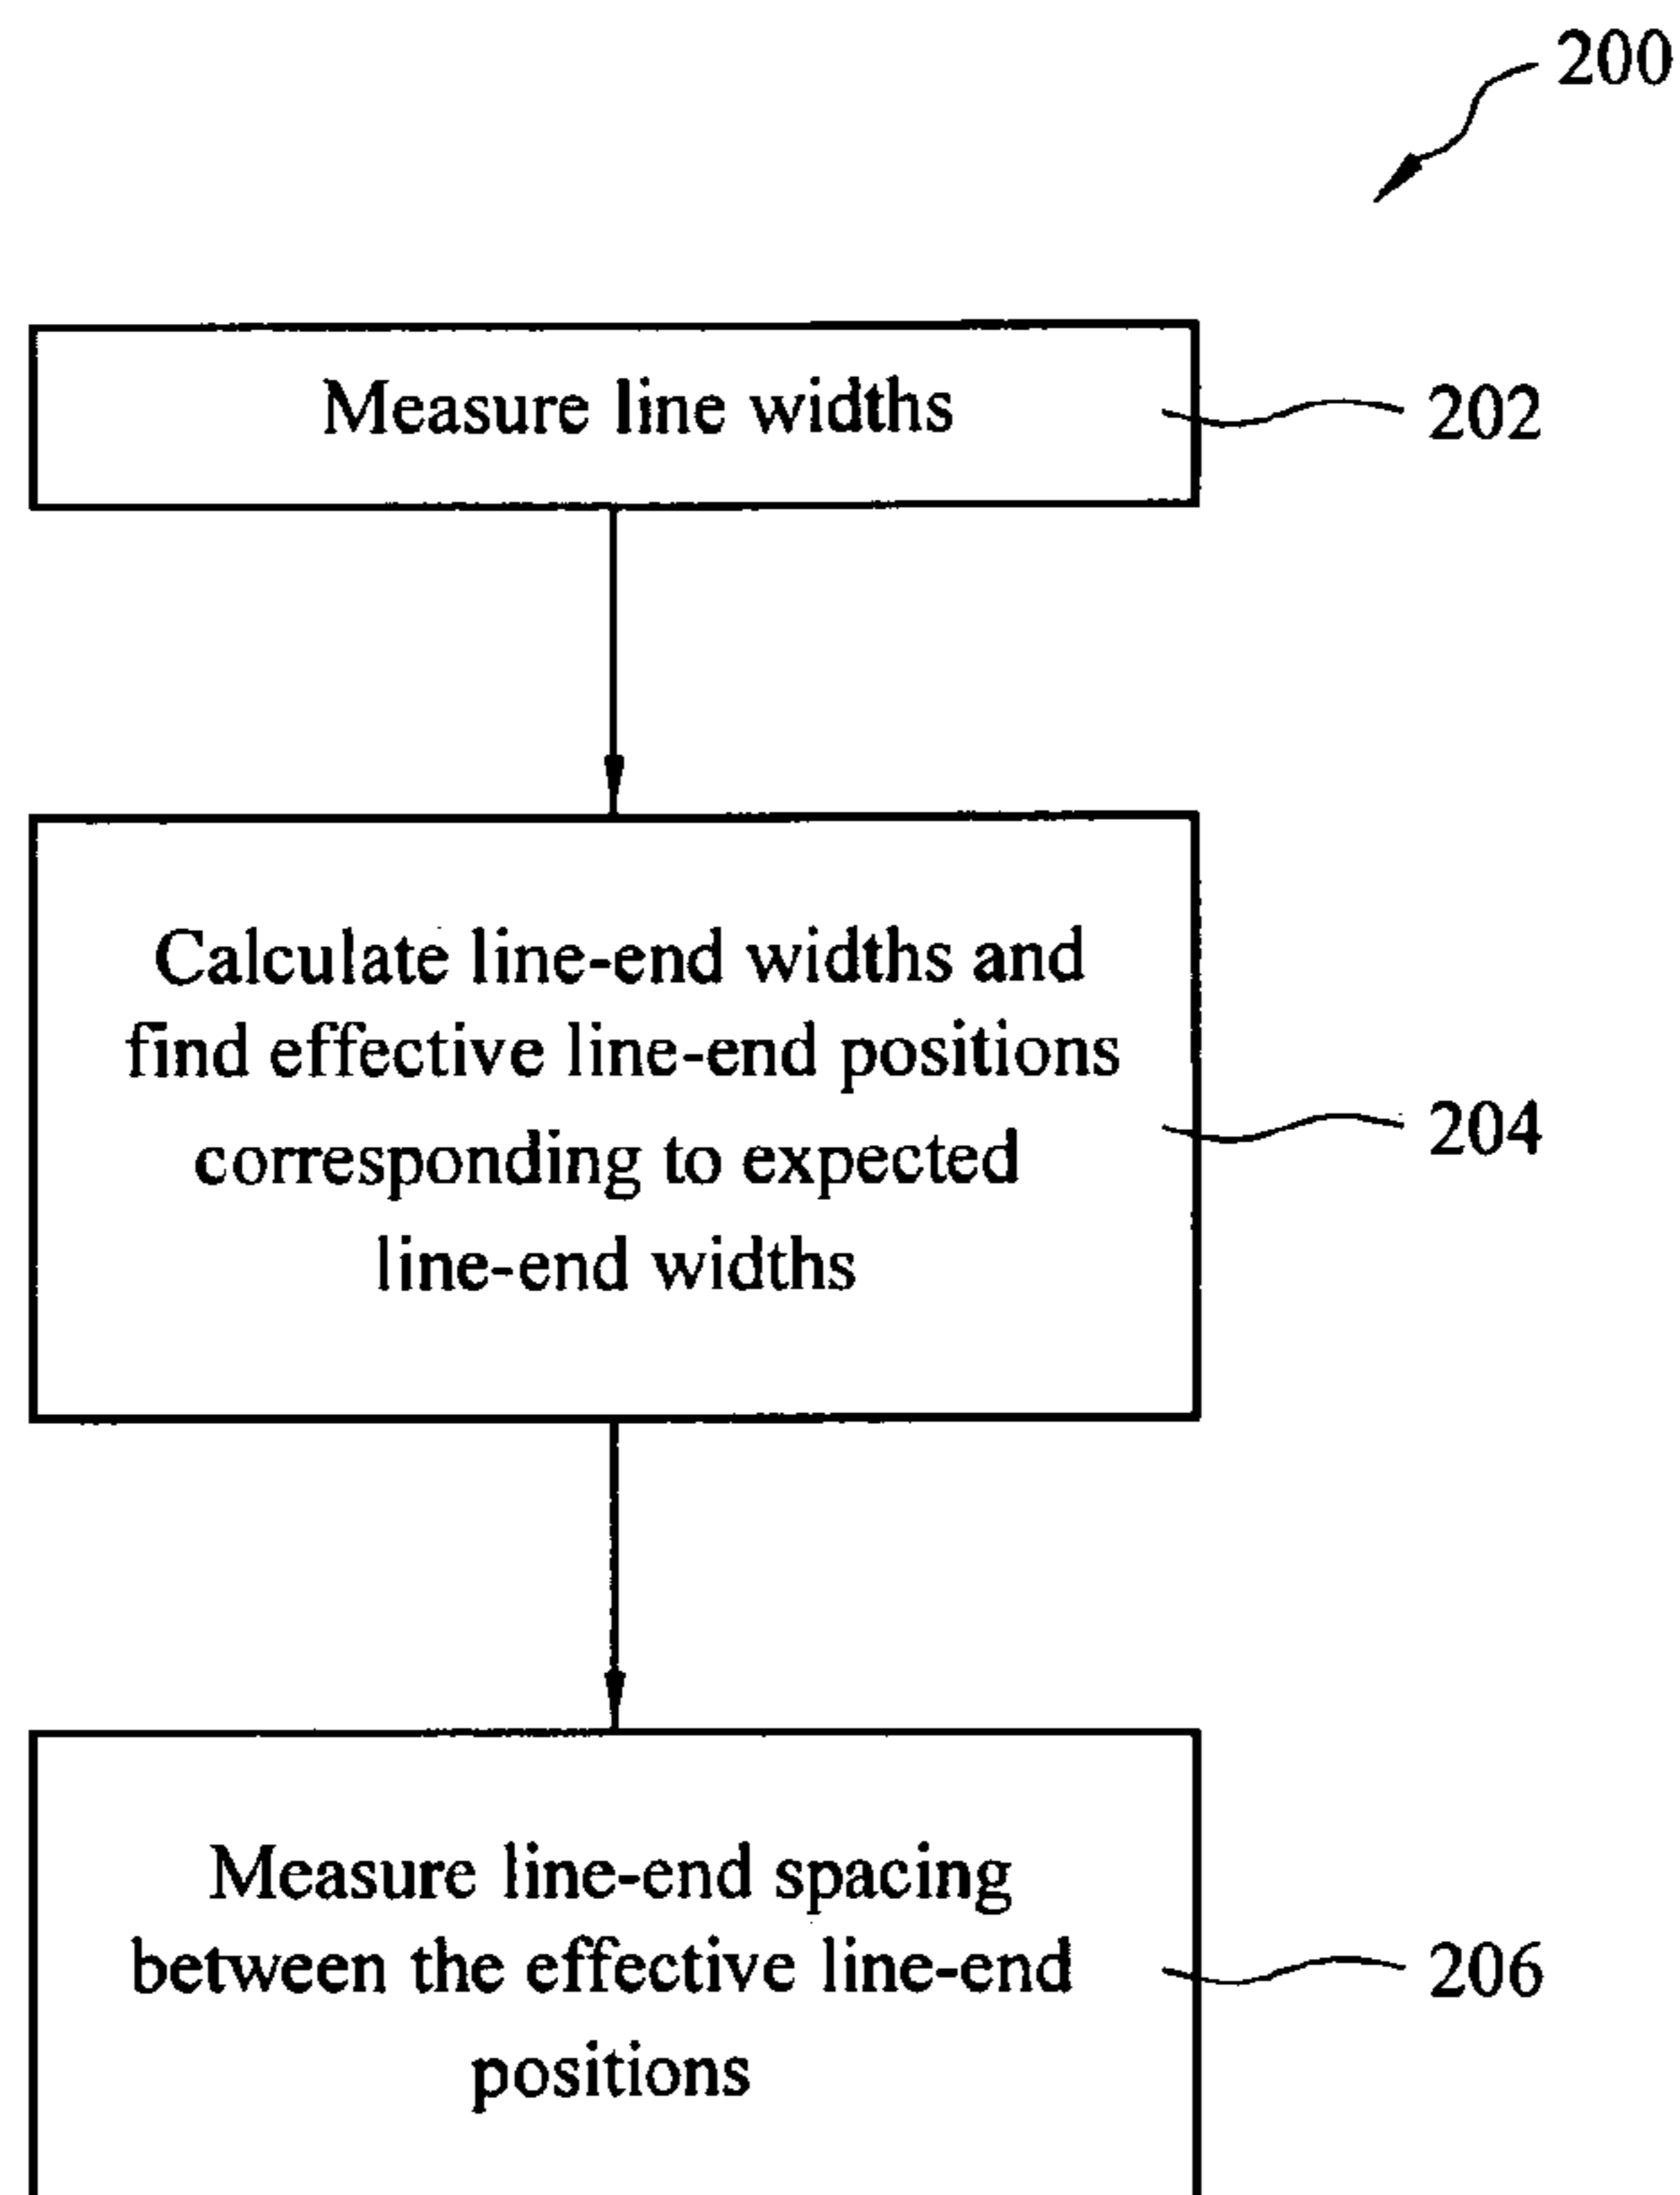 200
Measure line widths
202
Calculate line-end widths and
find effective line-end positions
corresponding to expected
line-end widths
204
Measure line-end spacing
between the effective line-end
positions
206